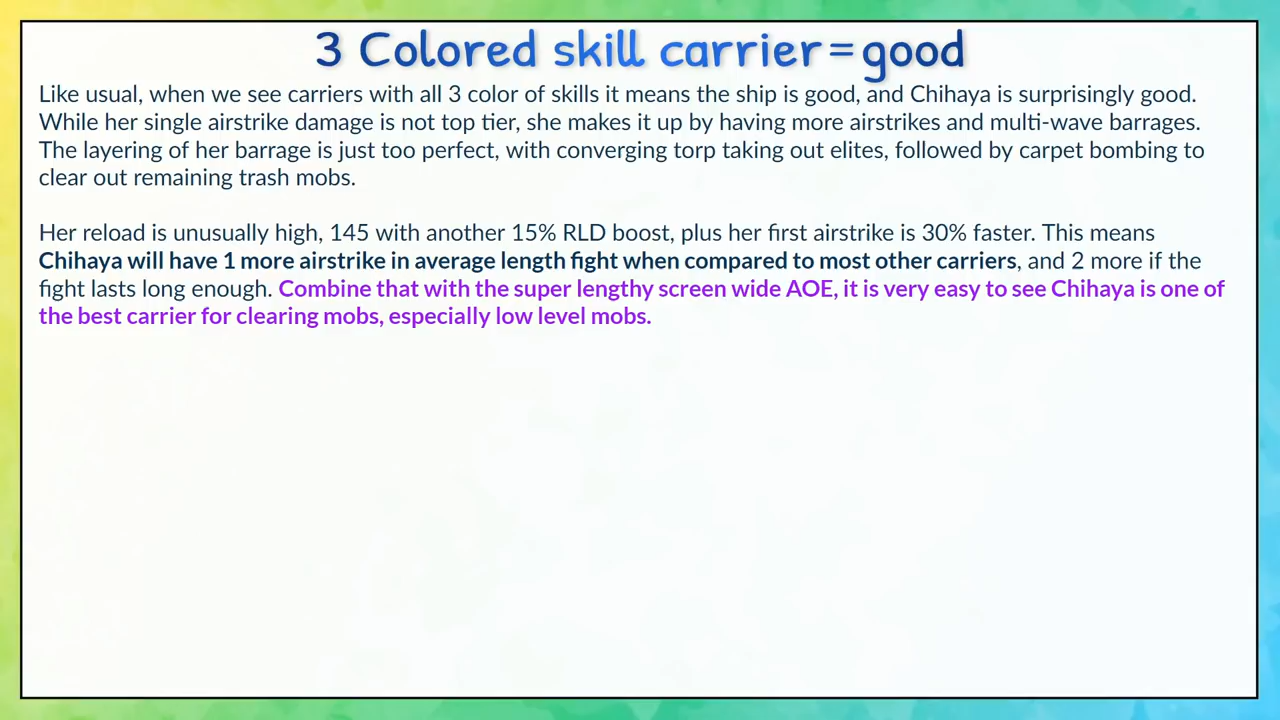 3 Colored skill carrier=good
Like usual, when we see carriers with all 3 color of skills it means the ship is good, and Chihaya is surprisingly good.
While her single airstrike damage is not top tier, she makes it up by having more airstrikes and multi-wave barrages.
The layering of her barrage is just too perfect, with converging torp taking out elites, followed by carpet bombing to
clear out remaining trash mobs.
Her reload is unusually high, 145 with another 15% RLD boost, plus her first airstrike is 30% faster. This means
Chihaya will have 1 more airstrike in average length fight when compared to most other carriers, and 2 more if the
fight lasts long enough. Combine that with the super lengthy screen wide AOE, it is very easy to see Chihaya is one of
the best carrier for clearing mobs, especially low level mobs.